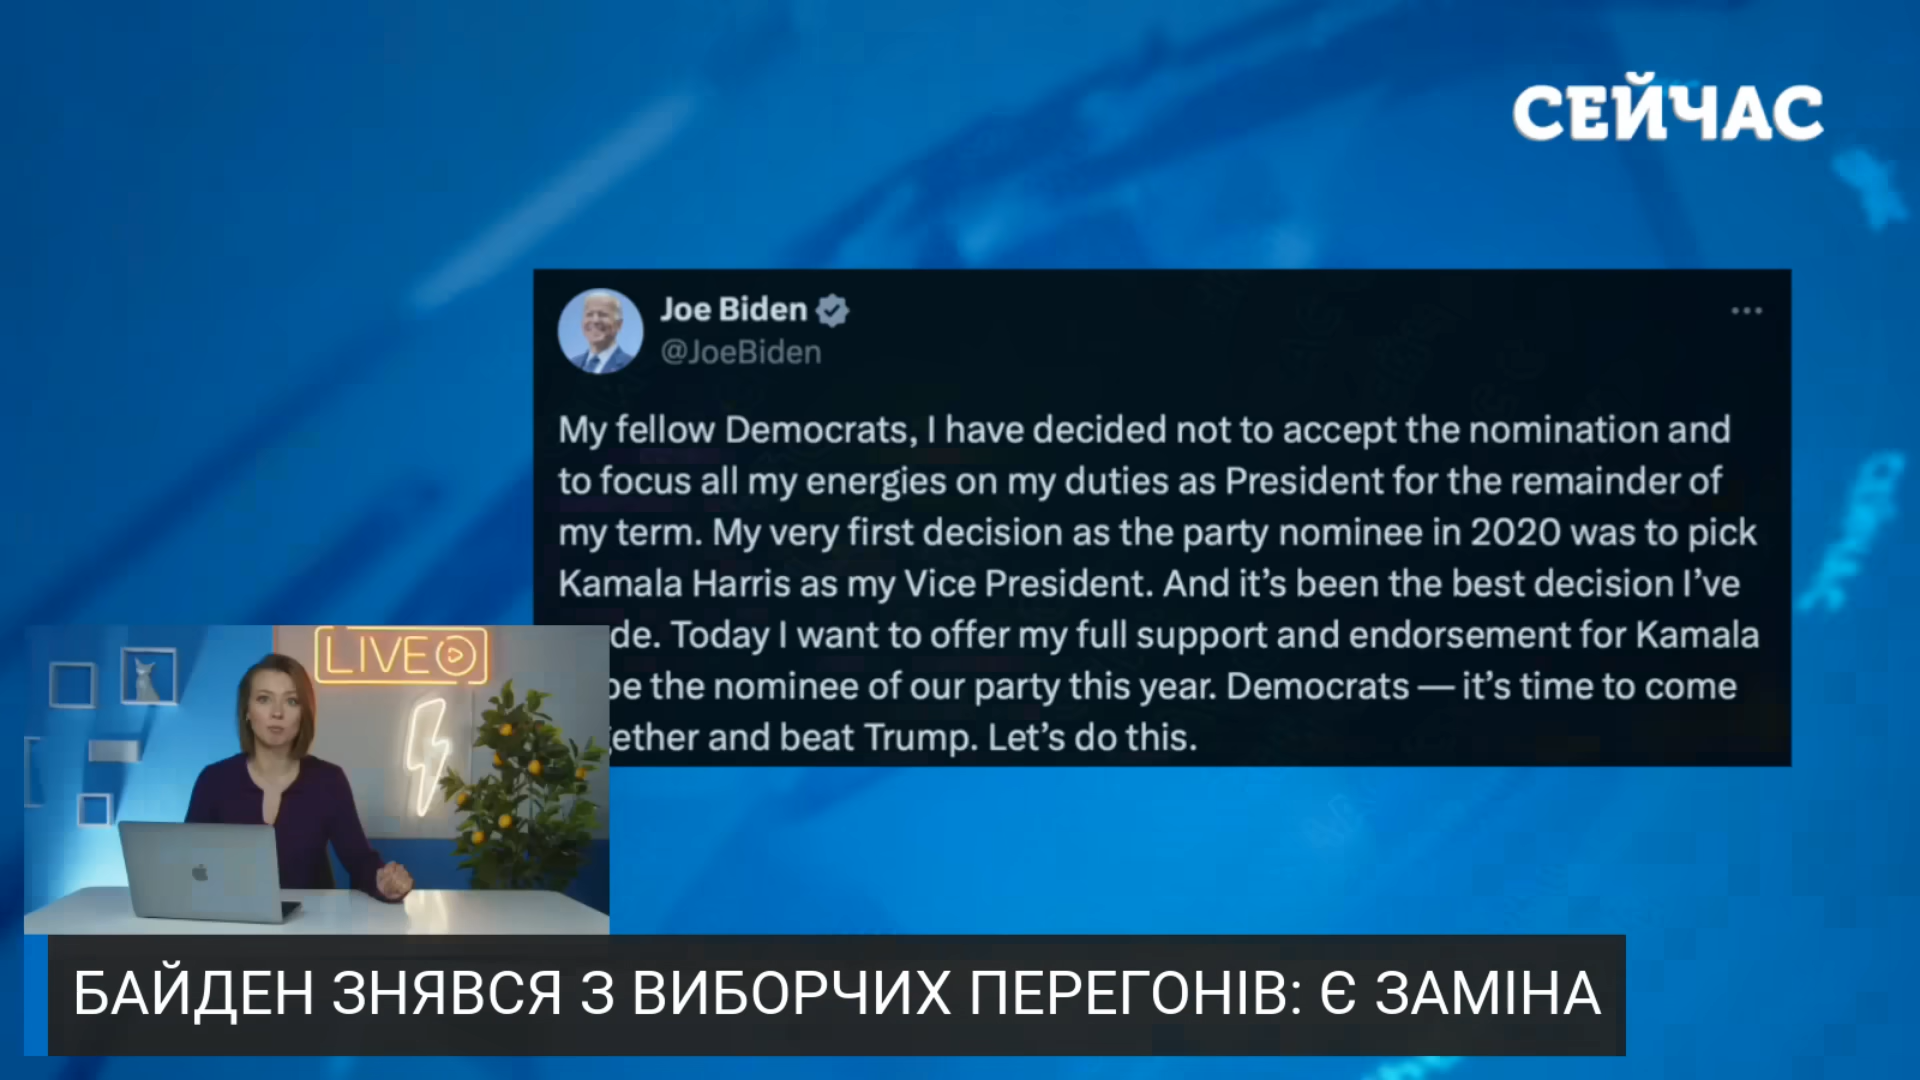 СЕЙЧАС
Joe Biden
@JoeBiden
My fellow Democrats, I have decided not to accept the nomination and
to focus all my energies on my duties as President for the remainder of
my term. My very first decision as the party nominee in 2020 was to pick
Kamala Harris as my Vice President. And it’s been the best decision I’ve
de. Today I want to offer my full support and endorsement for Kamala
be the nominee of our party this year. Democrats — it’s time to come
ether and beat Trump. Let’s do this.
LIVE
БАЙДЕН ЗНЯВСЯ З ВИБОРЧИХ ПЕРЕГОНІВ: Є ЗАМІНА